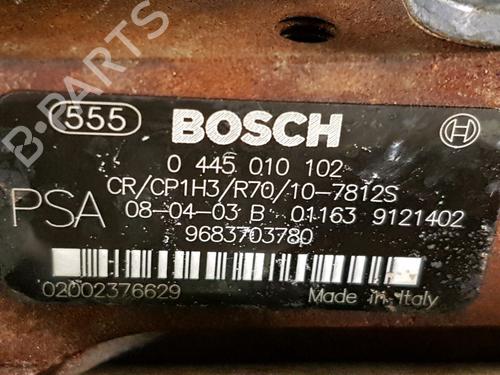 B-PARTS
555 BOSCH
0 445 010 102
CR/CP1H3/R70/10-7812S
PSA 08-04-03 B 01163 9121402
9683703780
02002376629 Made in Italy